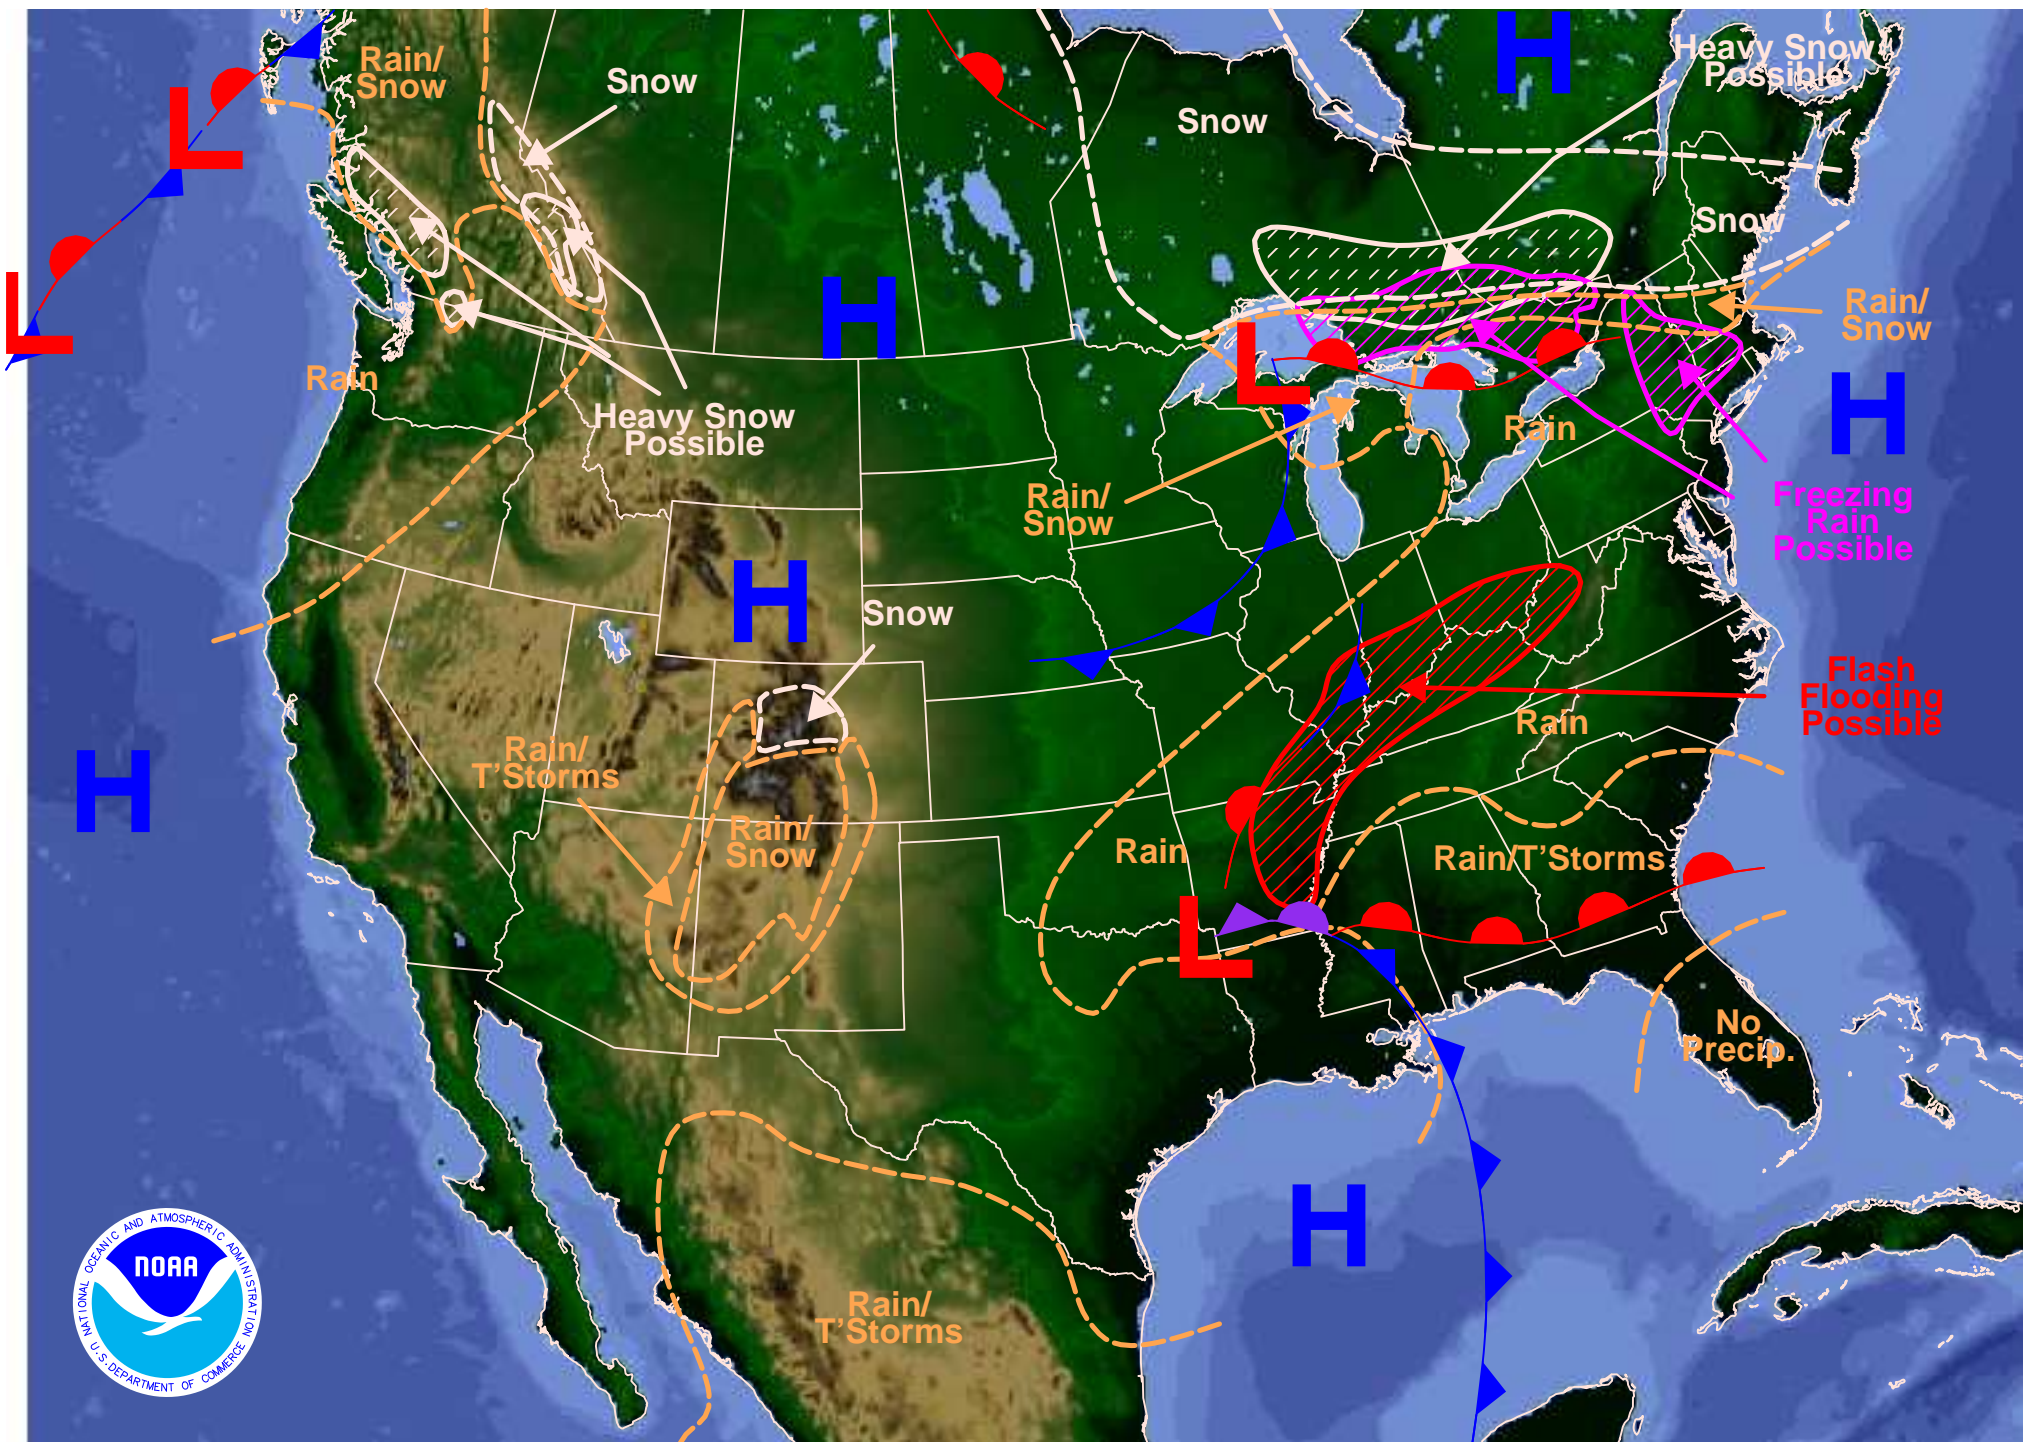 Rain/
Snow
Snow
Snow
H
Heavy Snow
Possible
L
Snow
L
H
Rain/
Snow
Rain
L
H
Heavy Snow
Possible
Rain
Rain/
Snow
Freezing
Rain
Possible
H
Snow
Flash
Flooding
Possible
Rain/
T'Storms
Rain
H
Rain/
Snow
Rain
Rain/T'Storms
L
No
Precip.
H
Rain/
T'Storms
NATIONAL OCEANIC AND ATMOSPHERIC ADMINISTRATION
NOAA
U.S. DEPARTMENT OF COMMERCE